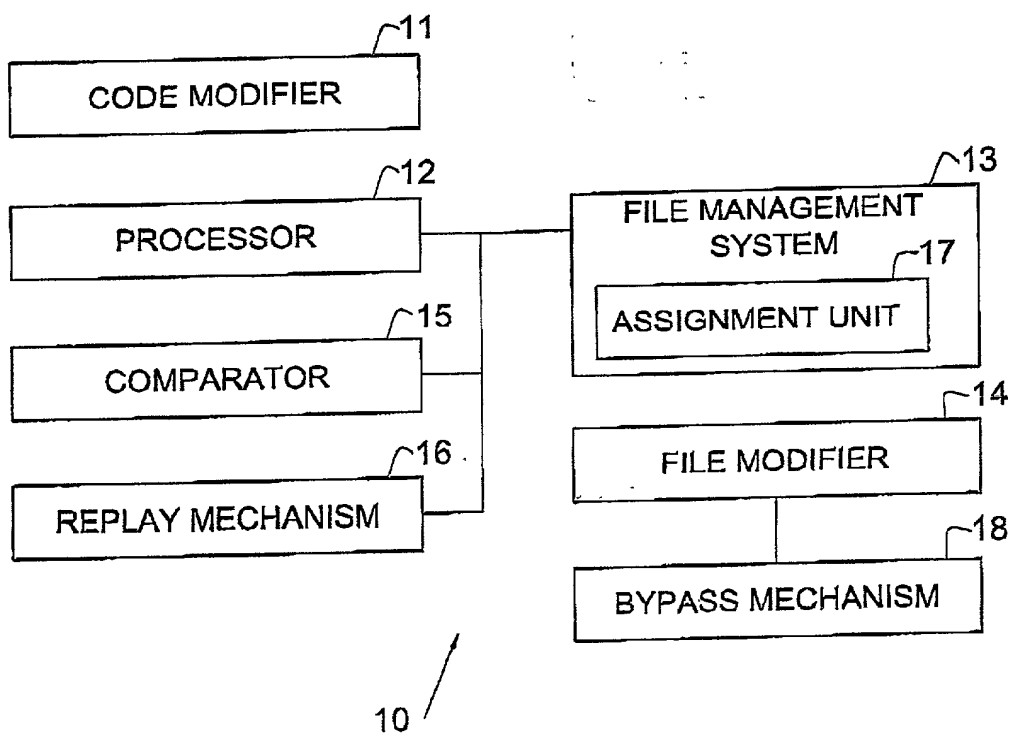 11
CODE MODIFIER
12
PROCESSOR
13
FILE MANAGEMENT
SYSTEM
17
ASSIGNMENT UNIT
15
COMPARATOR
14
FILE MODIFIER
16
REPLAY MECHANISM
18
BYPASS MECHANISM
10